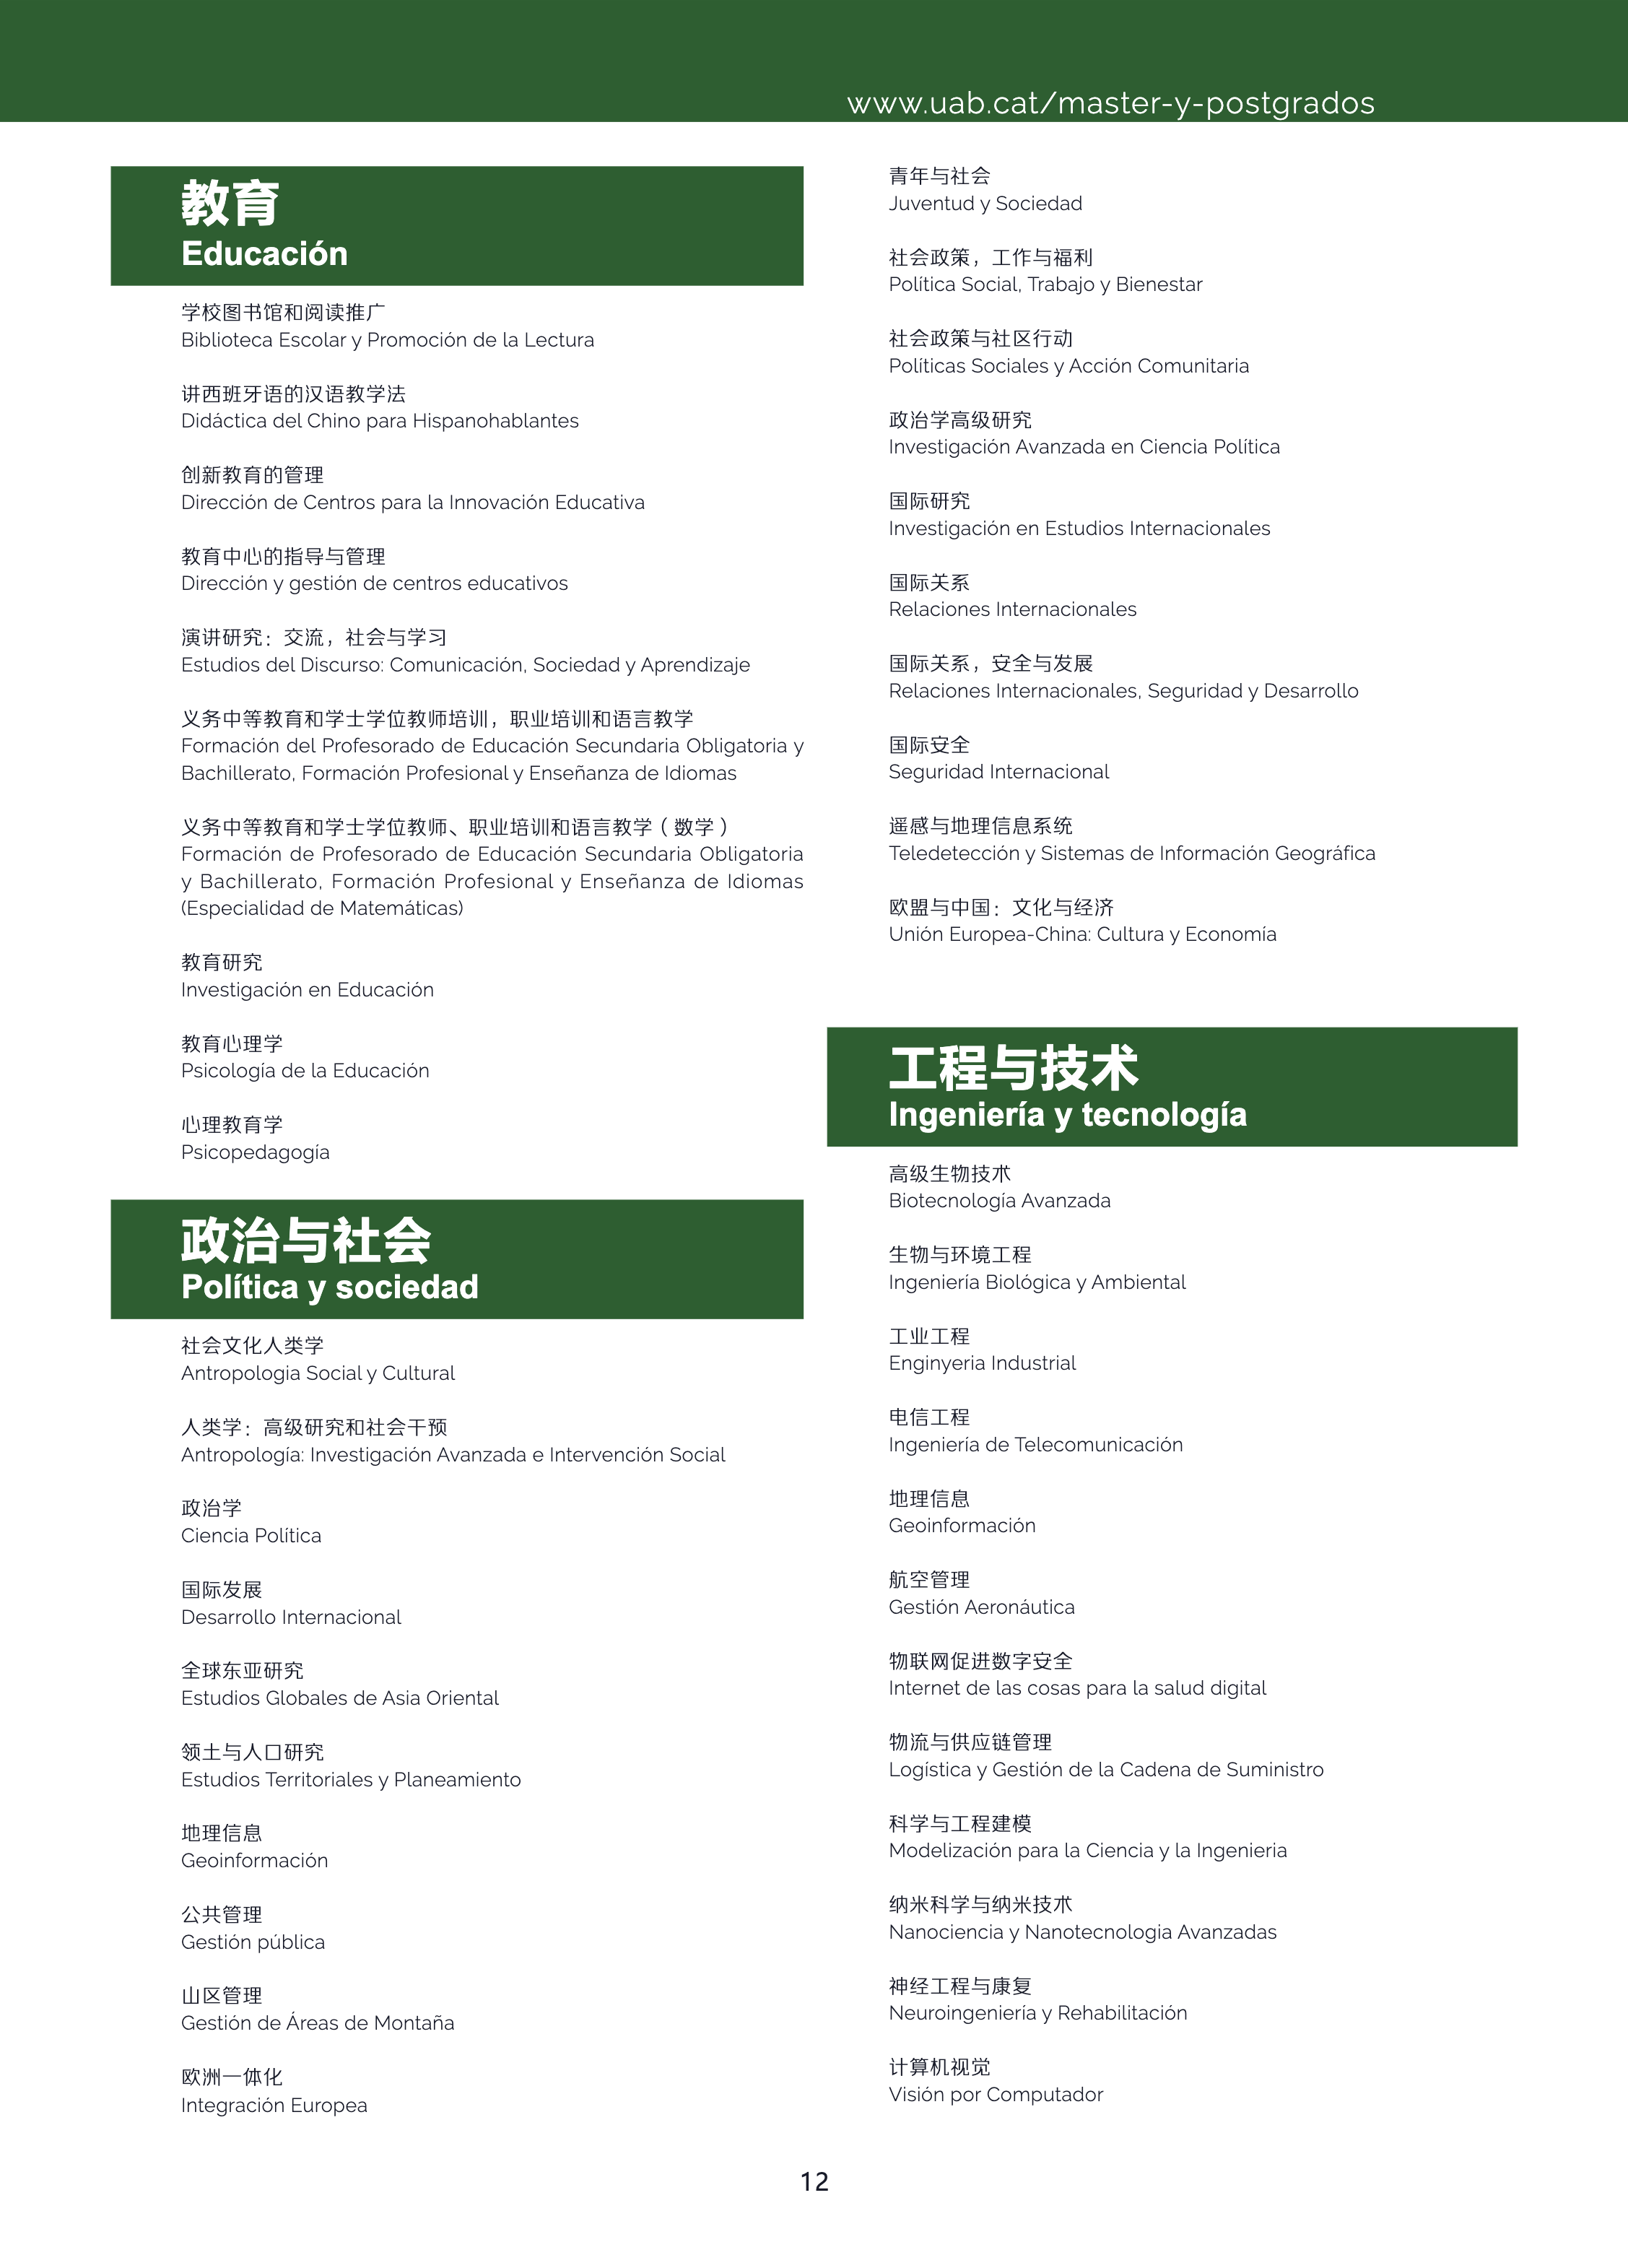 www.uab.cat/master-y-postgrados
教育
Educación
学校图书馆和阅读推广
Biblioteca Escolar y Promoción de la Lectura
讲西班牙语的汉语教学法
Didáctica del Chino para Hispanohablantes
创新教育的管理
Dirección de Centros para la Innovación Educativa
教育中心的指导与管理
Dirección y gestión de centros educativos
演讲研究：交流，社会与学习
Estudios del Discurso: Comunicación, Sociedad y Aprendizaje
义务中等教育和学士学位教师培训，职业培训和语言教学
Formación del Profesorado de Educación Secundaria Obligatoria y
Bachillerato, Formación Profesional y Enseñanza de Idiomas
义务中等教育和学士学位教师、职业培训和语言教学（数学）
Formación de Profesorado de Educación Secundaria Obligatoria
y Bachillerato, Formación Profesional y Enseñanza de Idiomas
(Especialidad de Matemáticas)
教育研究
Investigación en Educación
教育心理学
Psicología de la Educación
心理教育学
Psicopedagogía
政治与社会
Política y sociedad
社会文化人类学
Antropologia Social y Cultural
人类学：高级研究和社会干预
Antropología: Investigación Avanzada e Intervención Social
政治学
Ciencia Política
国际发展
Desarrollo Internacional
全球东亚研究
Estudios Globales de Asia Oriental
领土与人口研究
Estudios Territoriales y Planeamiento
地理信息
Geoinformación
公共管理
Gestión pública
山区管理
Gestión de Áreas de Montaña
欧洲一体化
Integración Europea
青年与社会
Juventud y Sociedad
社会政策，工作与福利
Política Social, Trabajo y Bienestar
社会政策与社区行动
Políticas Sociales y Acción Comunitaria
政治学高级研究
Investigación Avanzada en Ciencia Política
国际研究
Investigación en Estudios Internacionales
国际关系
Relaciones Internacionales
国际关系，安全与发展
Relaciones Internacionales, Seguridad y Desarrollo
国际安全
Seguridad Internacional
遥感与地理信息系统
Teledetección y Sistemas de Información Geográfica
欧盟与中国：文化与经济
Unión Europea-China: Cultura y Economía
工程与技术
Ingeniería y tecnología
高级生物技术
Biotecnología Avanzada
生物与环境工程
Ingeniería Biológica y Ambiental
工业工程
Enginyeria Industrial
电信工程
Ingeniería de Telecomunicación
地理信息
Geoinformación
航空管理
Gestión Aeronáutica
物联网促进数字安全
Internet de las cosas para la salud digital
物流与供应链管理
Logística y Gestión de la Cadena de Suministro
科学与工程建模
Modelización para la Ciencia y la Ingenieria
纳米科学与纳米技术
Nanociencia y Nanotecnologia Avanzadas
神经工程与康复
Neuroingeniería y Rehabilitación
计算机视觉
Visión por Computador
12